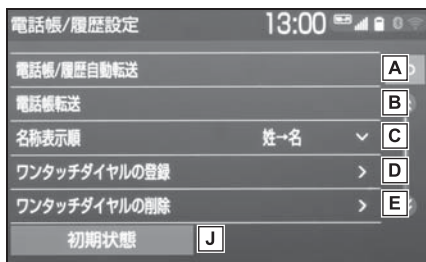 電話帳/履歴設定 13:00
電話帳/履歴自動転送 A
電話帳転送 B
名称表示順 姓→名 C
ワンタッチダイヤルの登録 D
ワンタッチダイヤルの削除 E
初期状態 J